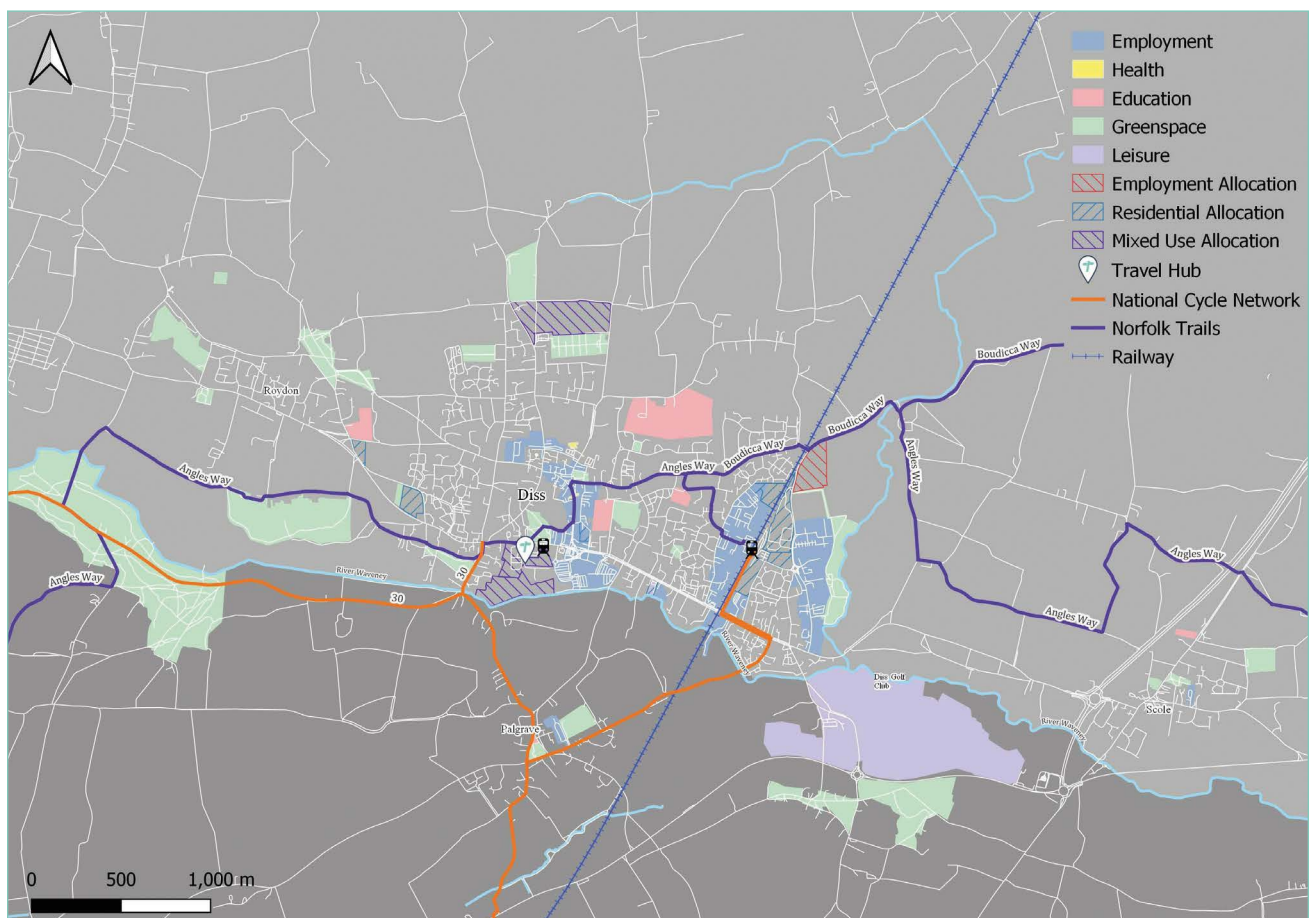 Employment
Health
Education
Greenspace
Leisure
Employment Allocation
Residential Allocation
Mixed Use Allocation
Travel Hub
National Cycle Network
Norfolk Trails
Railway
Boudicca Way
Roydon
Boudicca Way
Boudicca Way
Angles Way
Angles Way
Angles Way
Diss
Angles Way
Angles Way
River Waveney
30
30
Angles Way
River Waveney
Diss Golf
Club
Scole
River Waveney
Palgrave
0 500 1,000 m